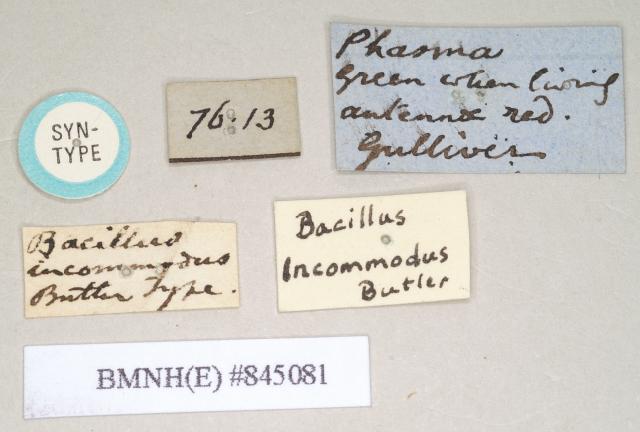 Phasma
Green when living
antennæ red.
Gulliver
76.13
SYN-
TYPE
Bacillus
incommodus
Butler Type.
Bacillus
Incommodus
Butler
BMNH(E) #845081